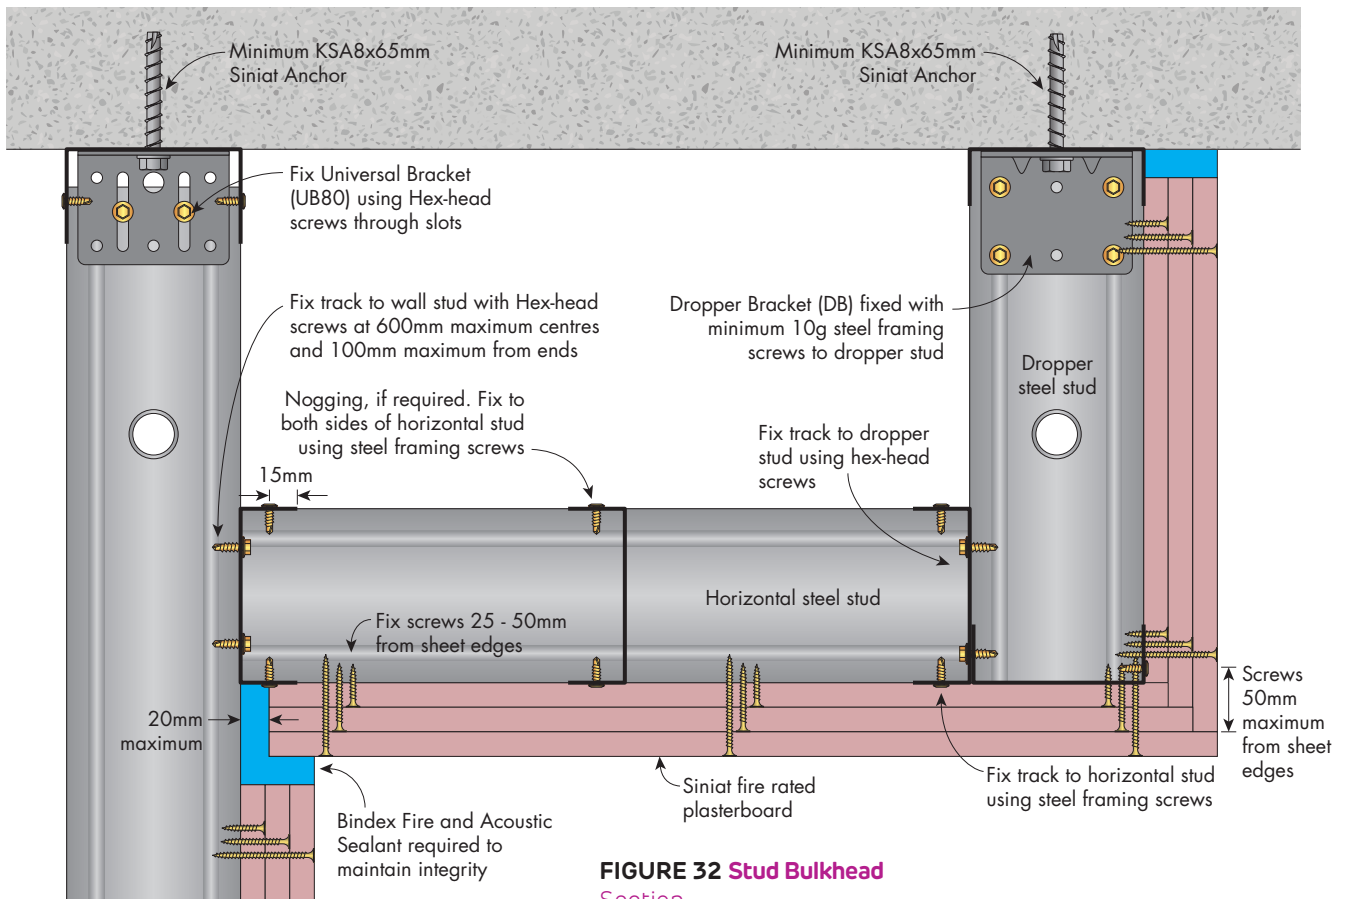 Minimum KSA8x65mm
Siniat Anchor
Minimum KSA8x65mm
Siniat Anchor
Fix Universal Bracket
(UB80) using Hex-head
screws through slots
Fix track to wall stud with Hex-head
screws at 600mm maximum centres
and 100mm maximum from ends
Dropper Bracket (DB) fixed with
minimum 10g steel framing
screws to dropper stud
Dropper
steel stud
Nogging, if required. Fix to
both sides of horizontal stud
using steel framing screws
Fix track to dropper
stud using hex-head
screws
15mm
Horizontal steel stud
Fix screws 25 - 50mm
from sheet edges
20mm
maximum
Screws
50mm
maximum
from sheet
edges
Siniat fire rated
plasterboard
Fix track to horizontal stud
using steel framing screws
Bindex Fire and Acoustic
Sealant required to
maintain integrity
FIGURE 32 Stud Bulkhead
Section